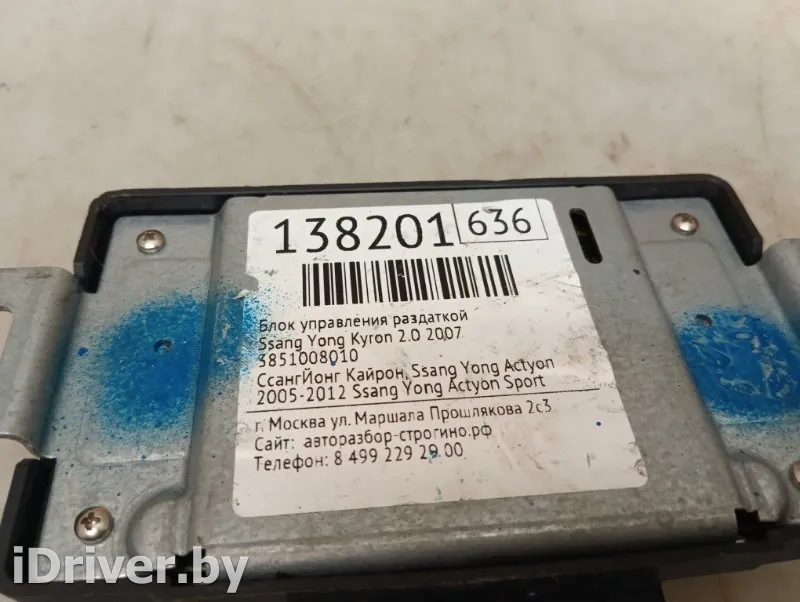 138201 636
Блок управления раздаткой
Ssang Yong Kyron 2.0 2007
3851008010
СсангЙонг Кайрон, Ssang Yong Actyon
2005-2012 Ssang Yong Actyon Sport
г. Москва ул. Маршала Прошлякова 2с3
Сайт: авторазбор-строгино.рф
Телефон: 8 499 229 29 00
iDriver.by